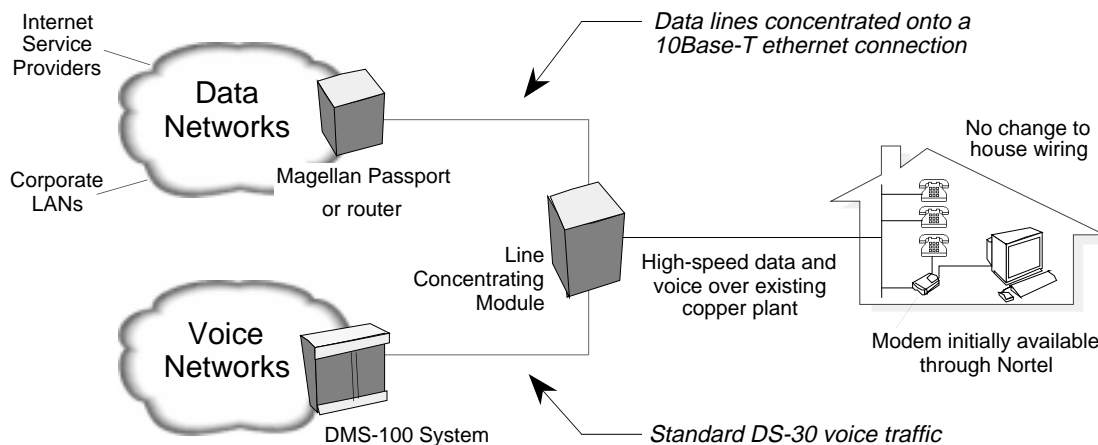 Internet
Service
Providers
Data
Networks
Corporate
LANs
Magellan Passport
or router
Data lines concentrated onto a
10Base-T ethernet connection
No change to
house wiring
Line
Concentrating
Module
High-speed data and
voice over existing
copper plant
Modem initially available
through Nortel
Voice
Networks
DMS-100 System
Standard DS-30 voice traffic